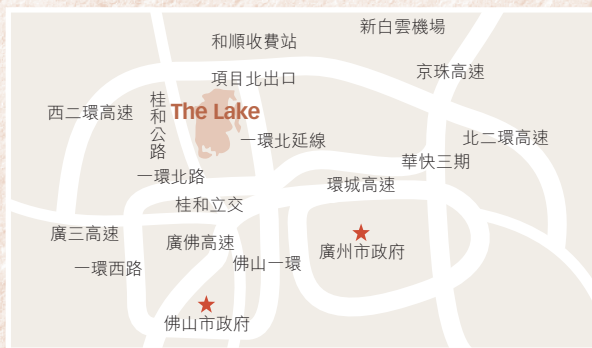 新白雲機場
和順收費站
京珠高速
項目北出口
西二環高速
桂和公路
The Lake
一環北延線
北二環高速
華快三期
一環北路
環城高速
桂和立交
廣三高速
廣佛高速
廣州市政府
佛山一環
一環西路
佛山市政府